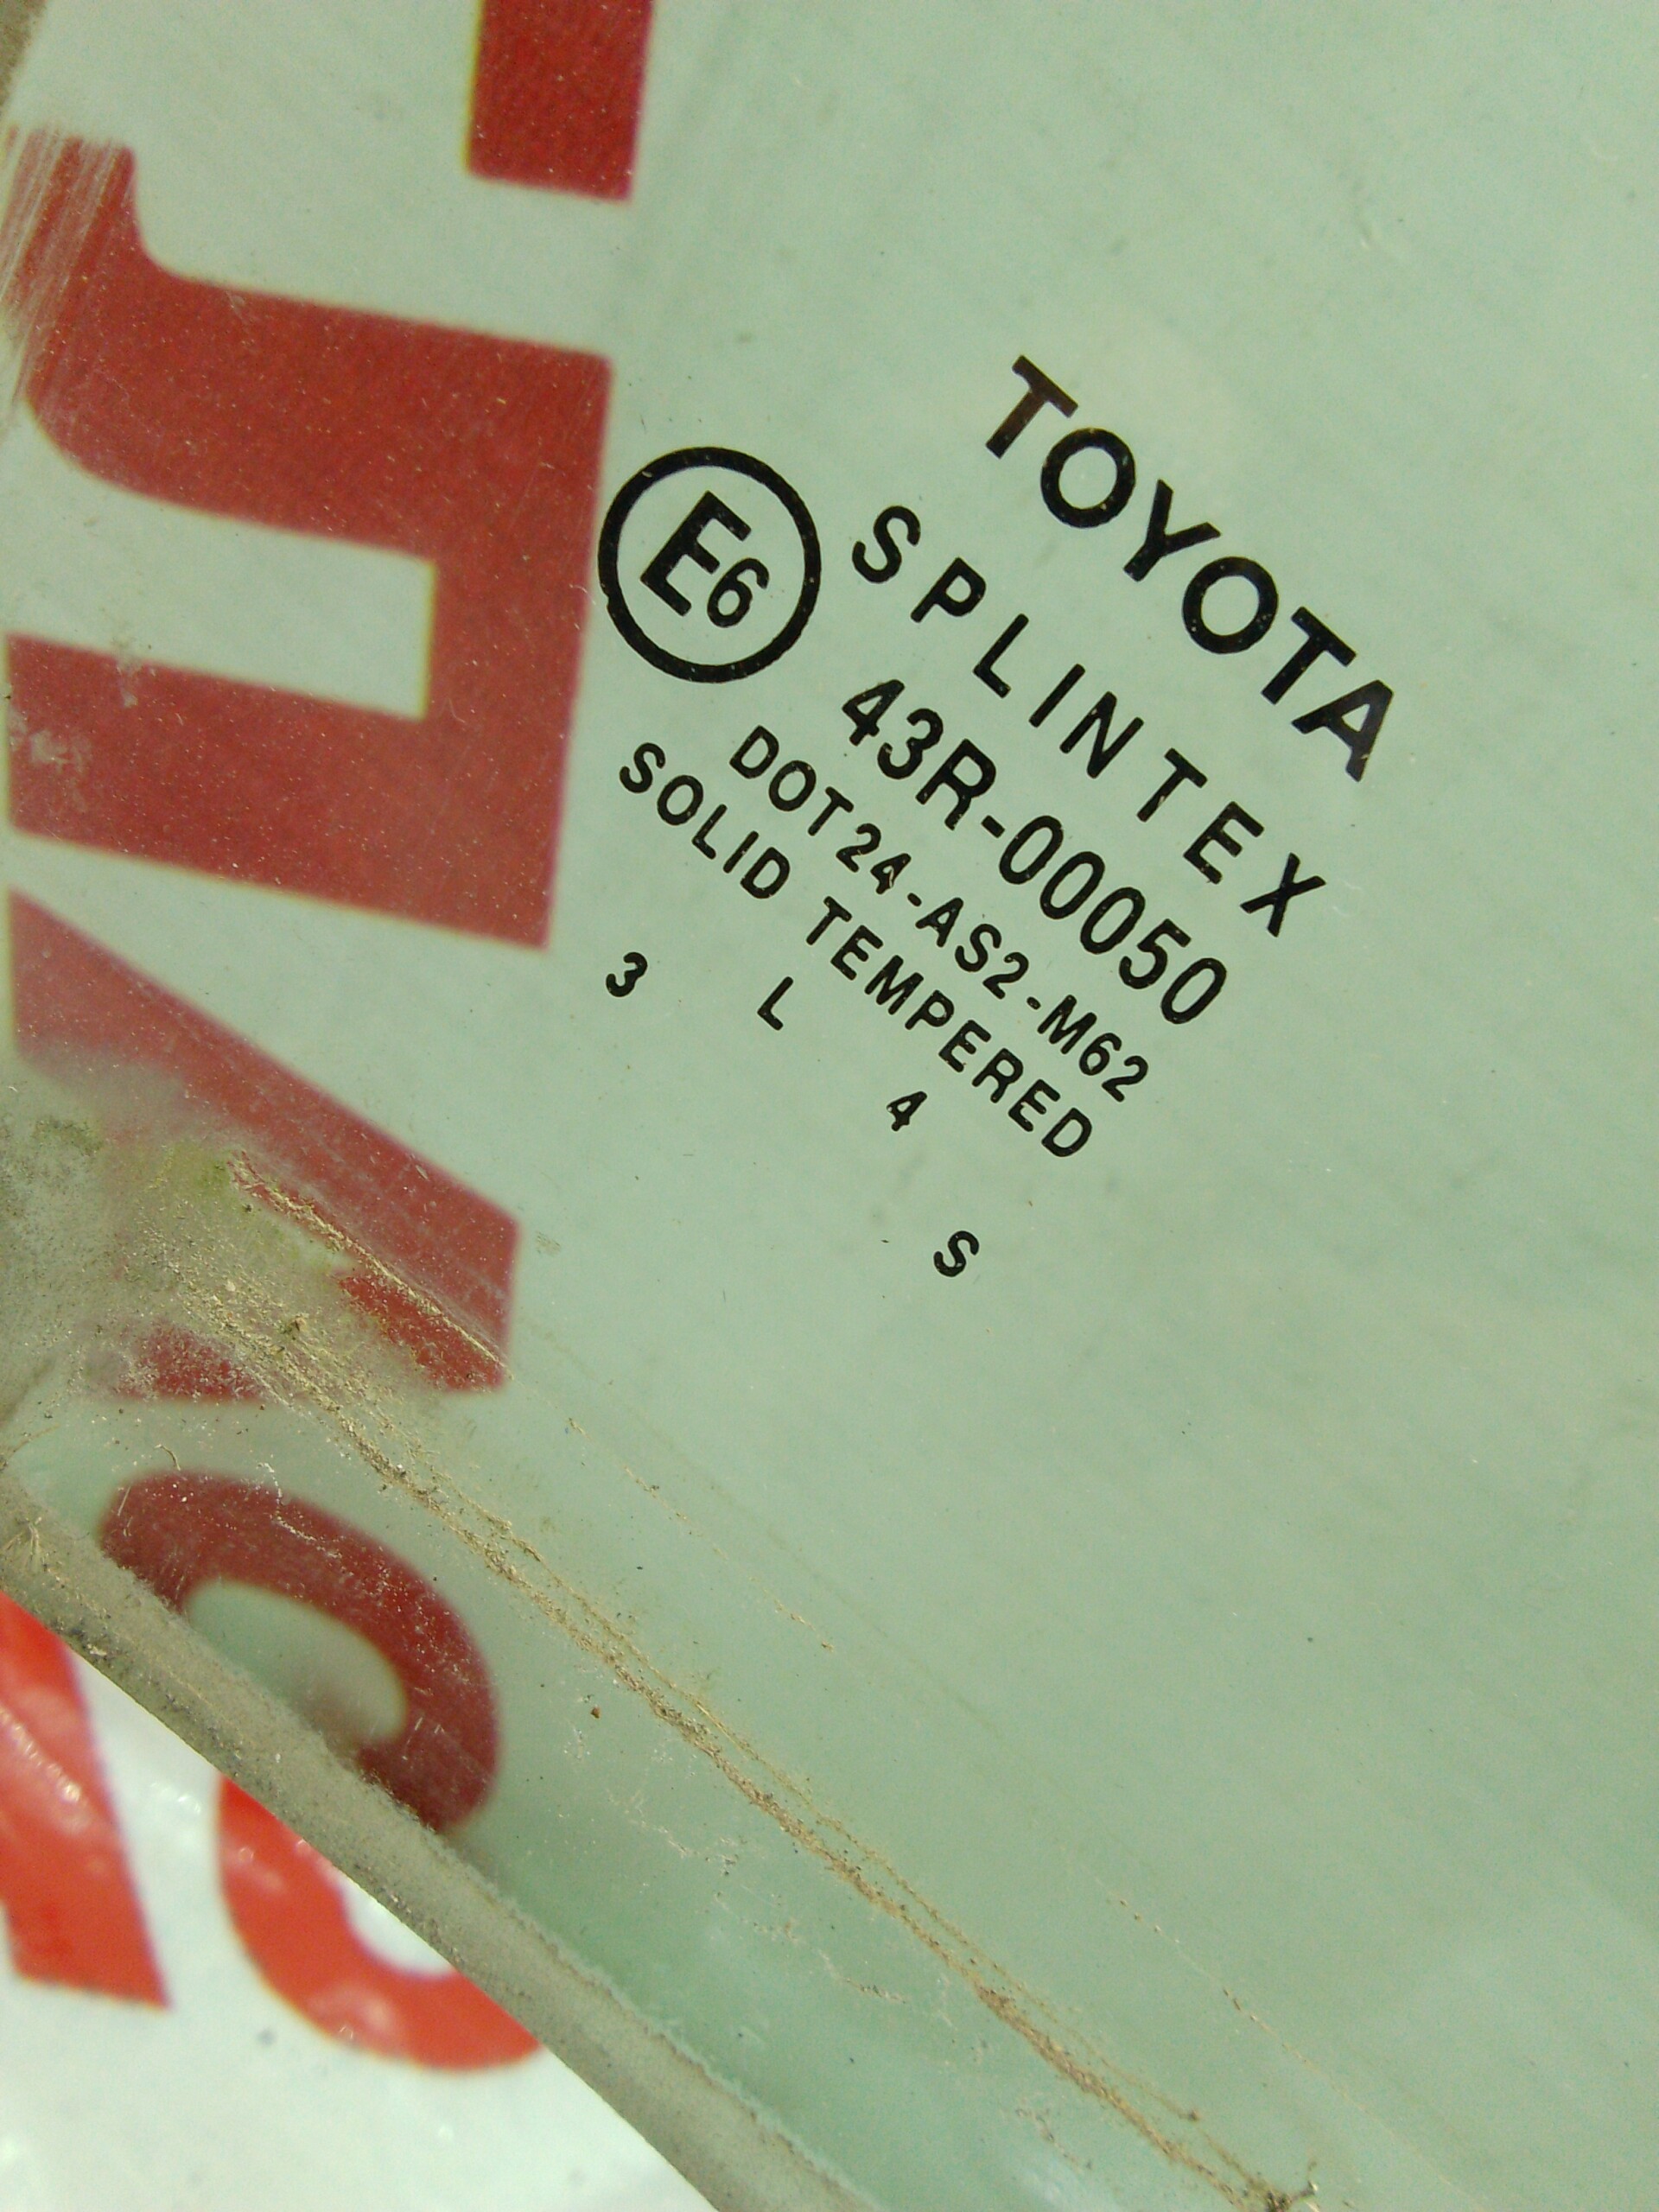 TOYOTA
SPLINTEX
E6
43R-00050
DOT24-AS2-M62
SOLID TEMPERED
3 L 4 S